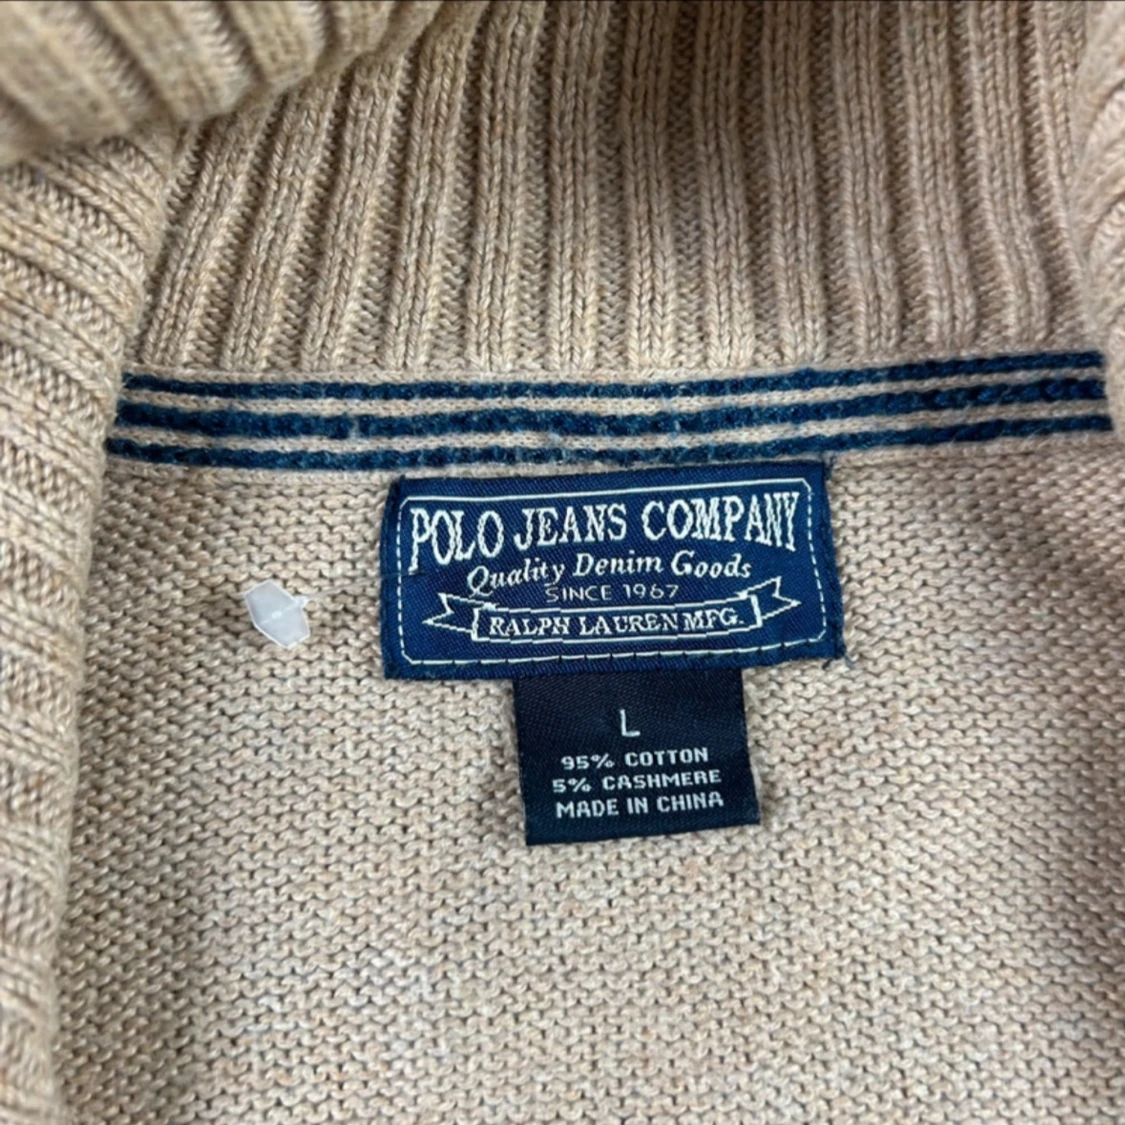 POLO JEANS COMPANY
Quality Denim Goods
SINCE 1967
RALPH LAUREN MFG.
L
95% COTTON
5% CASHMERE
MADE IN CHINA